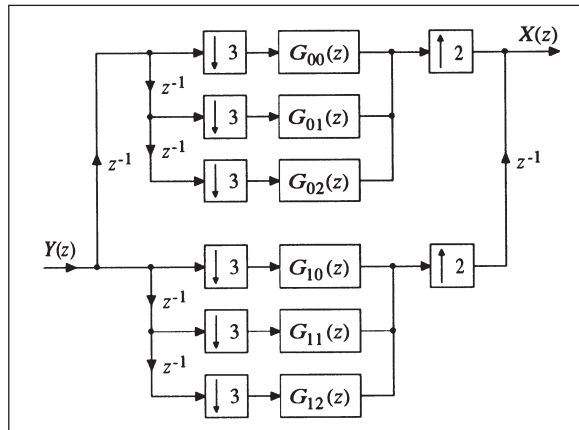 ↓ 3 G₀₀(z) ↑ 2 X(z)
z⁻¹
↓ 3 G₀₁(z)
z⁻¹
z⁻¹ z⁻¹
↓ 3 G₀₂(z)
Y(z)
↓ 3 G₁₀(z) ↑ 2
z⁻¹
↓ 3 G₁₁(z)
z⁻¹
↓ 3 G₁₂(z)